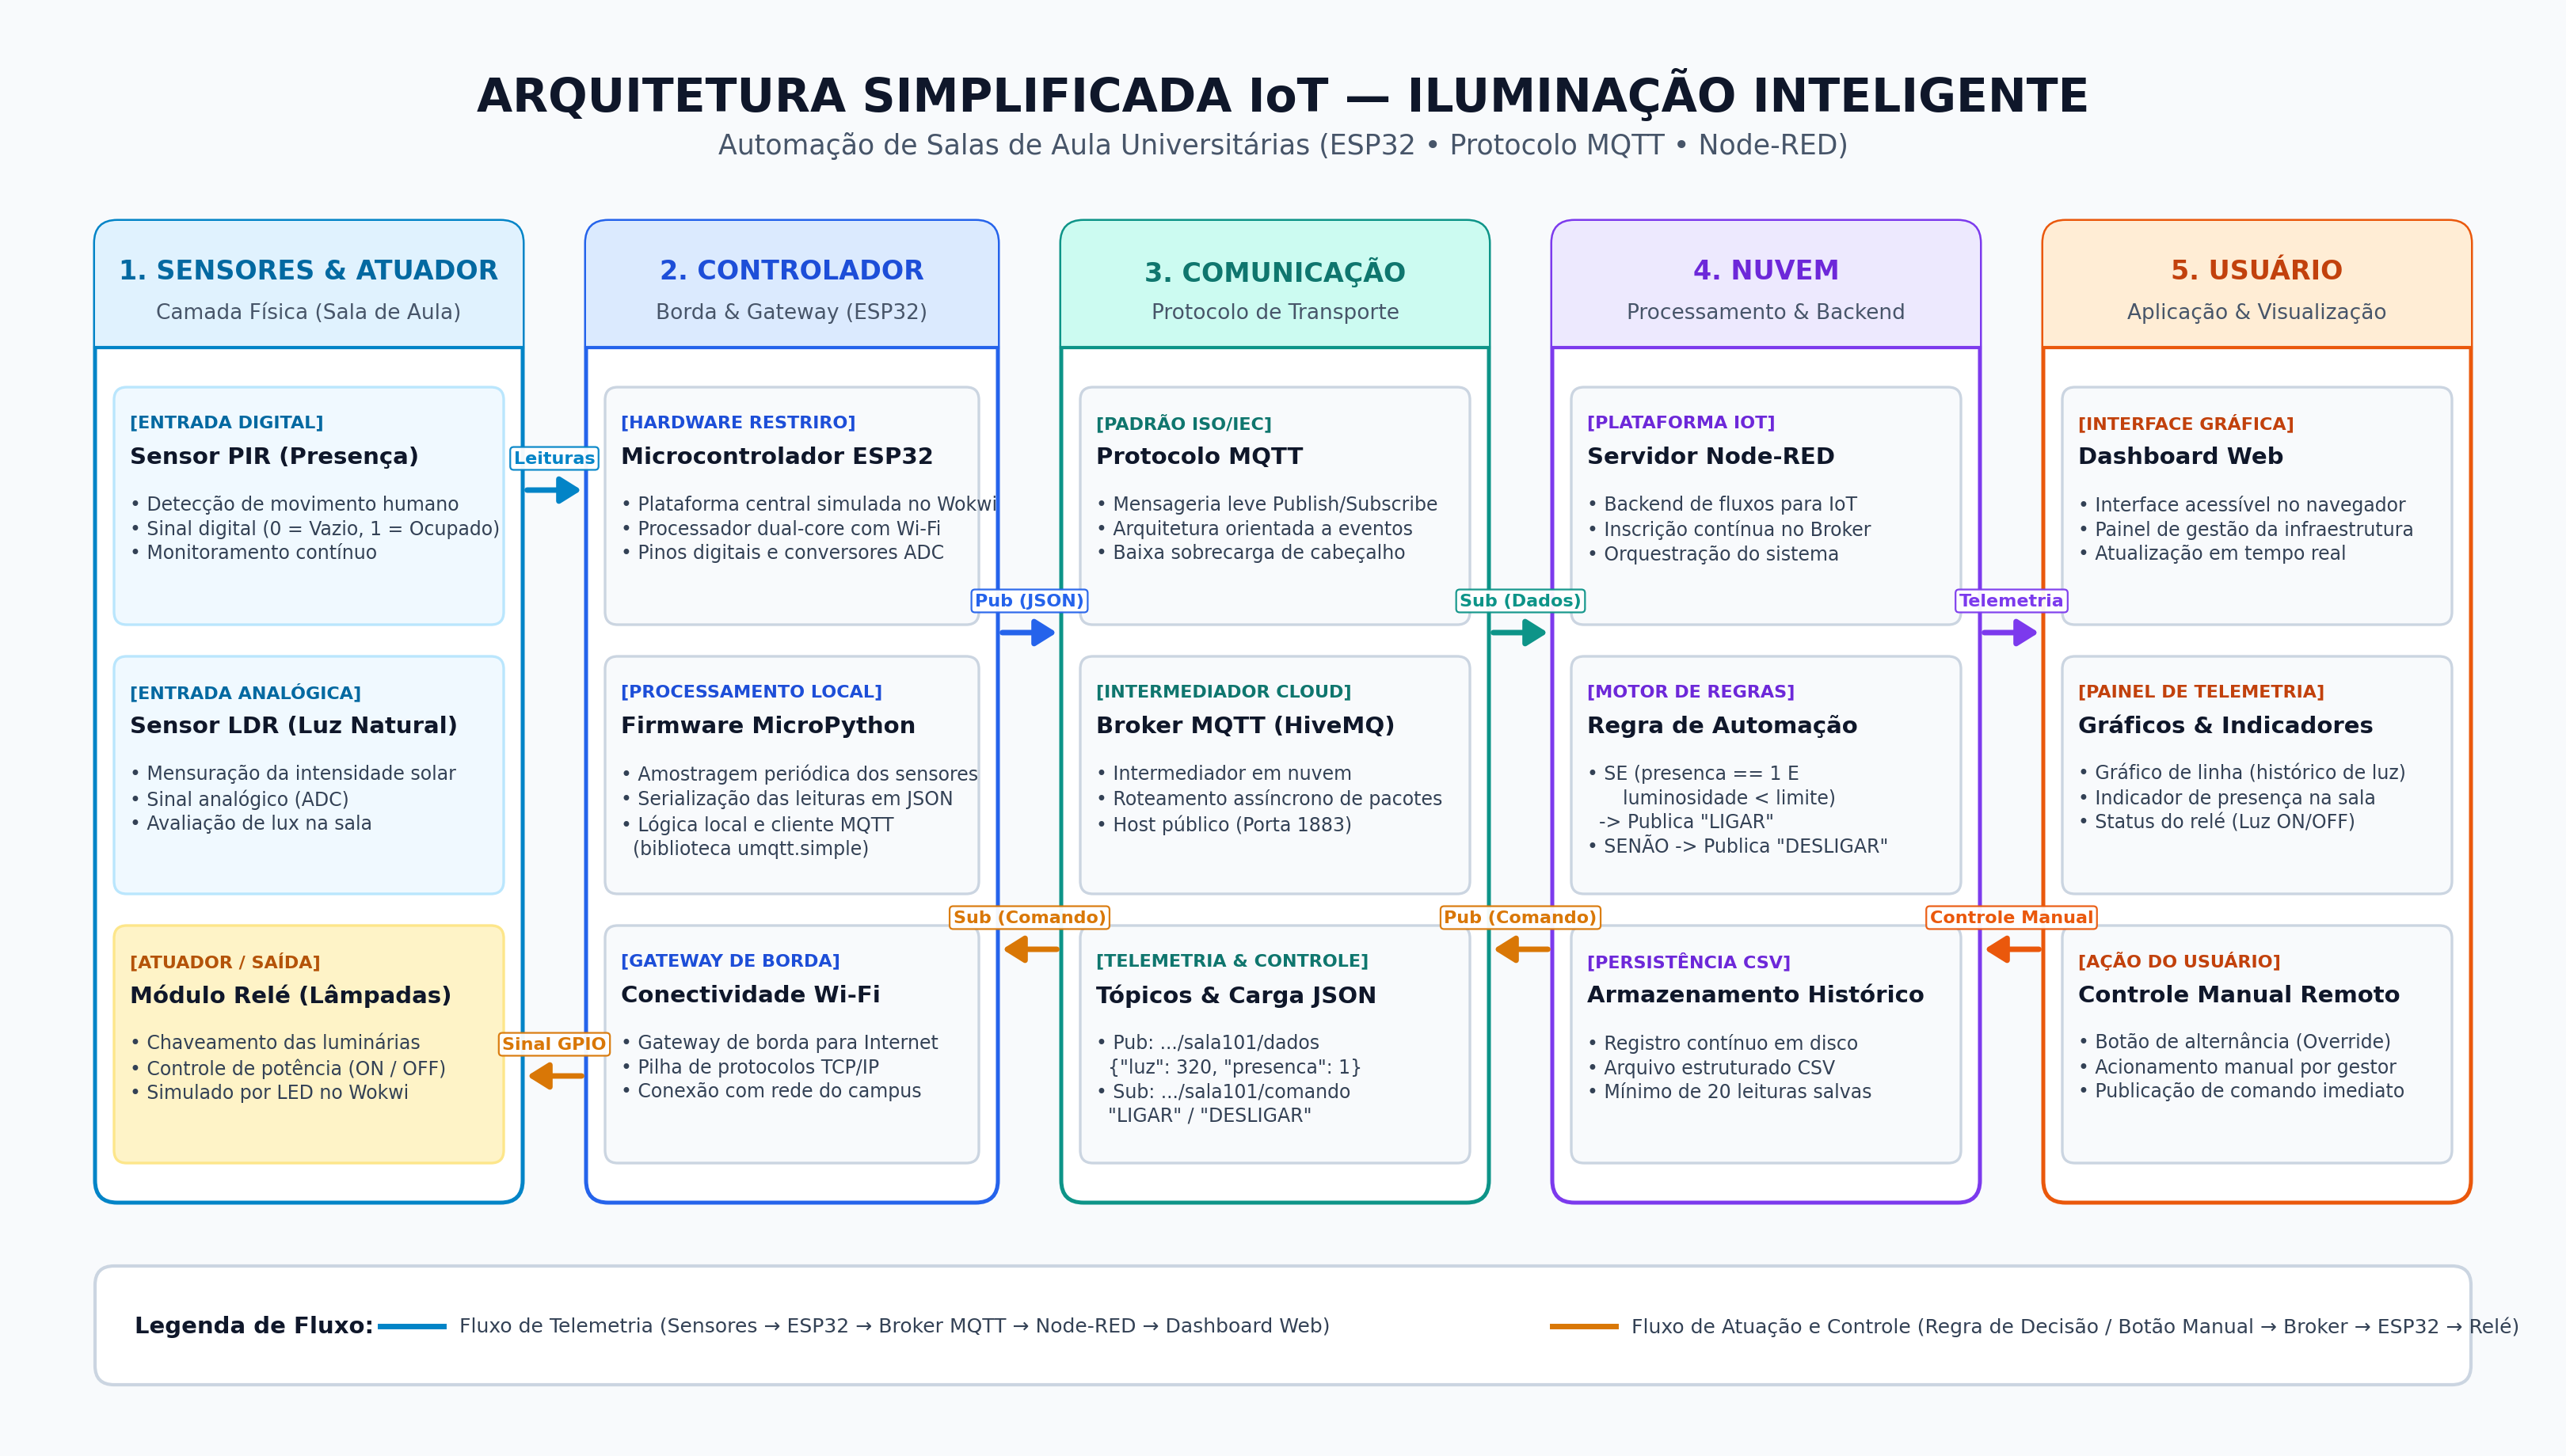 ARQUITETURA SIMPLIFICADA IoT — ILUMINAÇÃO INTELIGENTE
Automação de Salas de Aula Universitárias (ESP32 • Protocolo MQTT • Node-RED)
1. SENSORES & ATUADOR
Camada Física (Sala de Aula)
[ENTRADA DIGITAL]
Sensor PIR (Presença)
• Detecção de movimento humano
• Sinal digital (0 = Vazio, 1 = Ocupado)
• Monitoramento contínuo
[ENTRADA ANALÓGICA]
Sensor LDR (Luz Natural)
• Mensuração da intensidade solar
• Sinal analógico (ADC)
• Avaliação de lux na sala
[ATUADOR / SAÍDA]
Módulo Relé (Lâmpadas)
• Chaveamento das luminárias
• Controle de potência (ON / OFF)
• Simulado por LED no Wokwi
Leituras
Sinal GPIO
2. CONTROLADOR
Borda & Gateway (ESP32)
[HARDWARE RESTRIRO]
Microcontrolador ESP32
• Plataforma central simulada no Wokwi
• Processador dual-core com Wi-Fi
• Pinos digitais e conversores ADC
[PROCESSAMENTO LOCAL]
Firmware MicroPython
• Amostragem periódica dos sensores
• Serialização das leituras em JSON
• Lógica local e cliente MQTT
(biblioteca umqtt.simple)
[GATEWAY DE BORDA]
Conectividade Wi-Fi
• Gateway de borda para Internet
• Pilha de protocolos TCP/IP
• Conexão com rede do campus
Pub (JSON)
Sub (Comando)
3. COMUNICAÇÃO
Protocolo de Transporte
[PADRÃO ISO/IEC]
Protocolo MQTT
• Mensageria leve Publish/Subscribe
• Arquitetura orientada a eventos
• Baixa sobrecarga de cabeçalho
[INTERMEDIADOR CLOUD]
Broker MQTT (HiveMQ)
• Intermediador em nuvem
• Roteamento assíncrono de pacotes
• Host público (Porta 1883)
[TELEMETRIA & CONTROLE]
Tópicos & Carga JSON
• Pub: .../sala101/dados
{"luz": 320, "presenca": 1}
• Sub: .../sala101/comando
"LIGAR" / "DESLIGAR"
Sub (Dados)
Pub (Comando)
4. NUVEM
Processamento & Backend
[PLATAFORMA IOT]
Servidor Node-RED
• Backend de fluxos para IoT
• Inscrição contínua no Broker
• Orquestração do sistema
[MOTOR DE REGRAS]
Regra de Automação
• SE (presenca == 1 E
luminosidade < limite)
-> Publica "LIGAR"
• SENÃO -> Publica "DESLIGAR"
[PERSISTÊNCIA CSV]
Armazenamento Histórico
• Registro contínuo em disco
• Arquivo estruturado CSV
• Mínimo de 20 leituras salvas
Telemetria
Controle Manual
5. USUÁRIO
Aplicação & Visualização
[INTERFACE GRÁFICA]
Dashboard Web
• Interface acessível no navegador
• Painel de gestão da infraestrutura
• Atualização em tempo real
[PAINEL DE TELEMETRIA]
Gráficos & Indicadores
• Gráfico de linha (histórico de luz)
• Indicador de presença na sala
• Status do relé (Luz ON/OFF)
[AÇÃO DO USUÁRIO]
Controle Manual Remoto
• Botão de alternância (Override)
• Acionamento manual por gestor
• Publicação de comando imediato
Legenda de Fluxo:
Fluxo de Telemetria (Sensores → ESP32 → Broker MQTT → Node-RED → Dashboard Web)
Fluxo de Atuação e Controle (Regra de Decisão / Botão Manual → Broker → ESP32 → Relé)